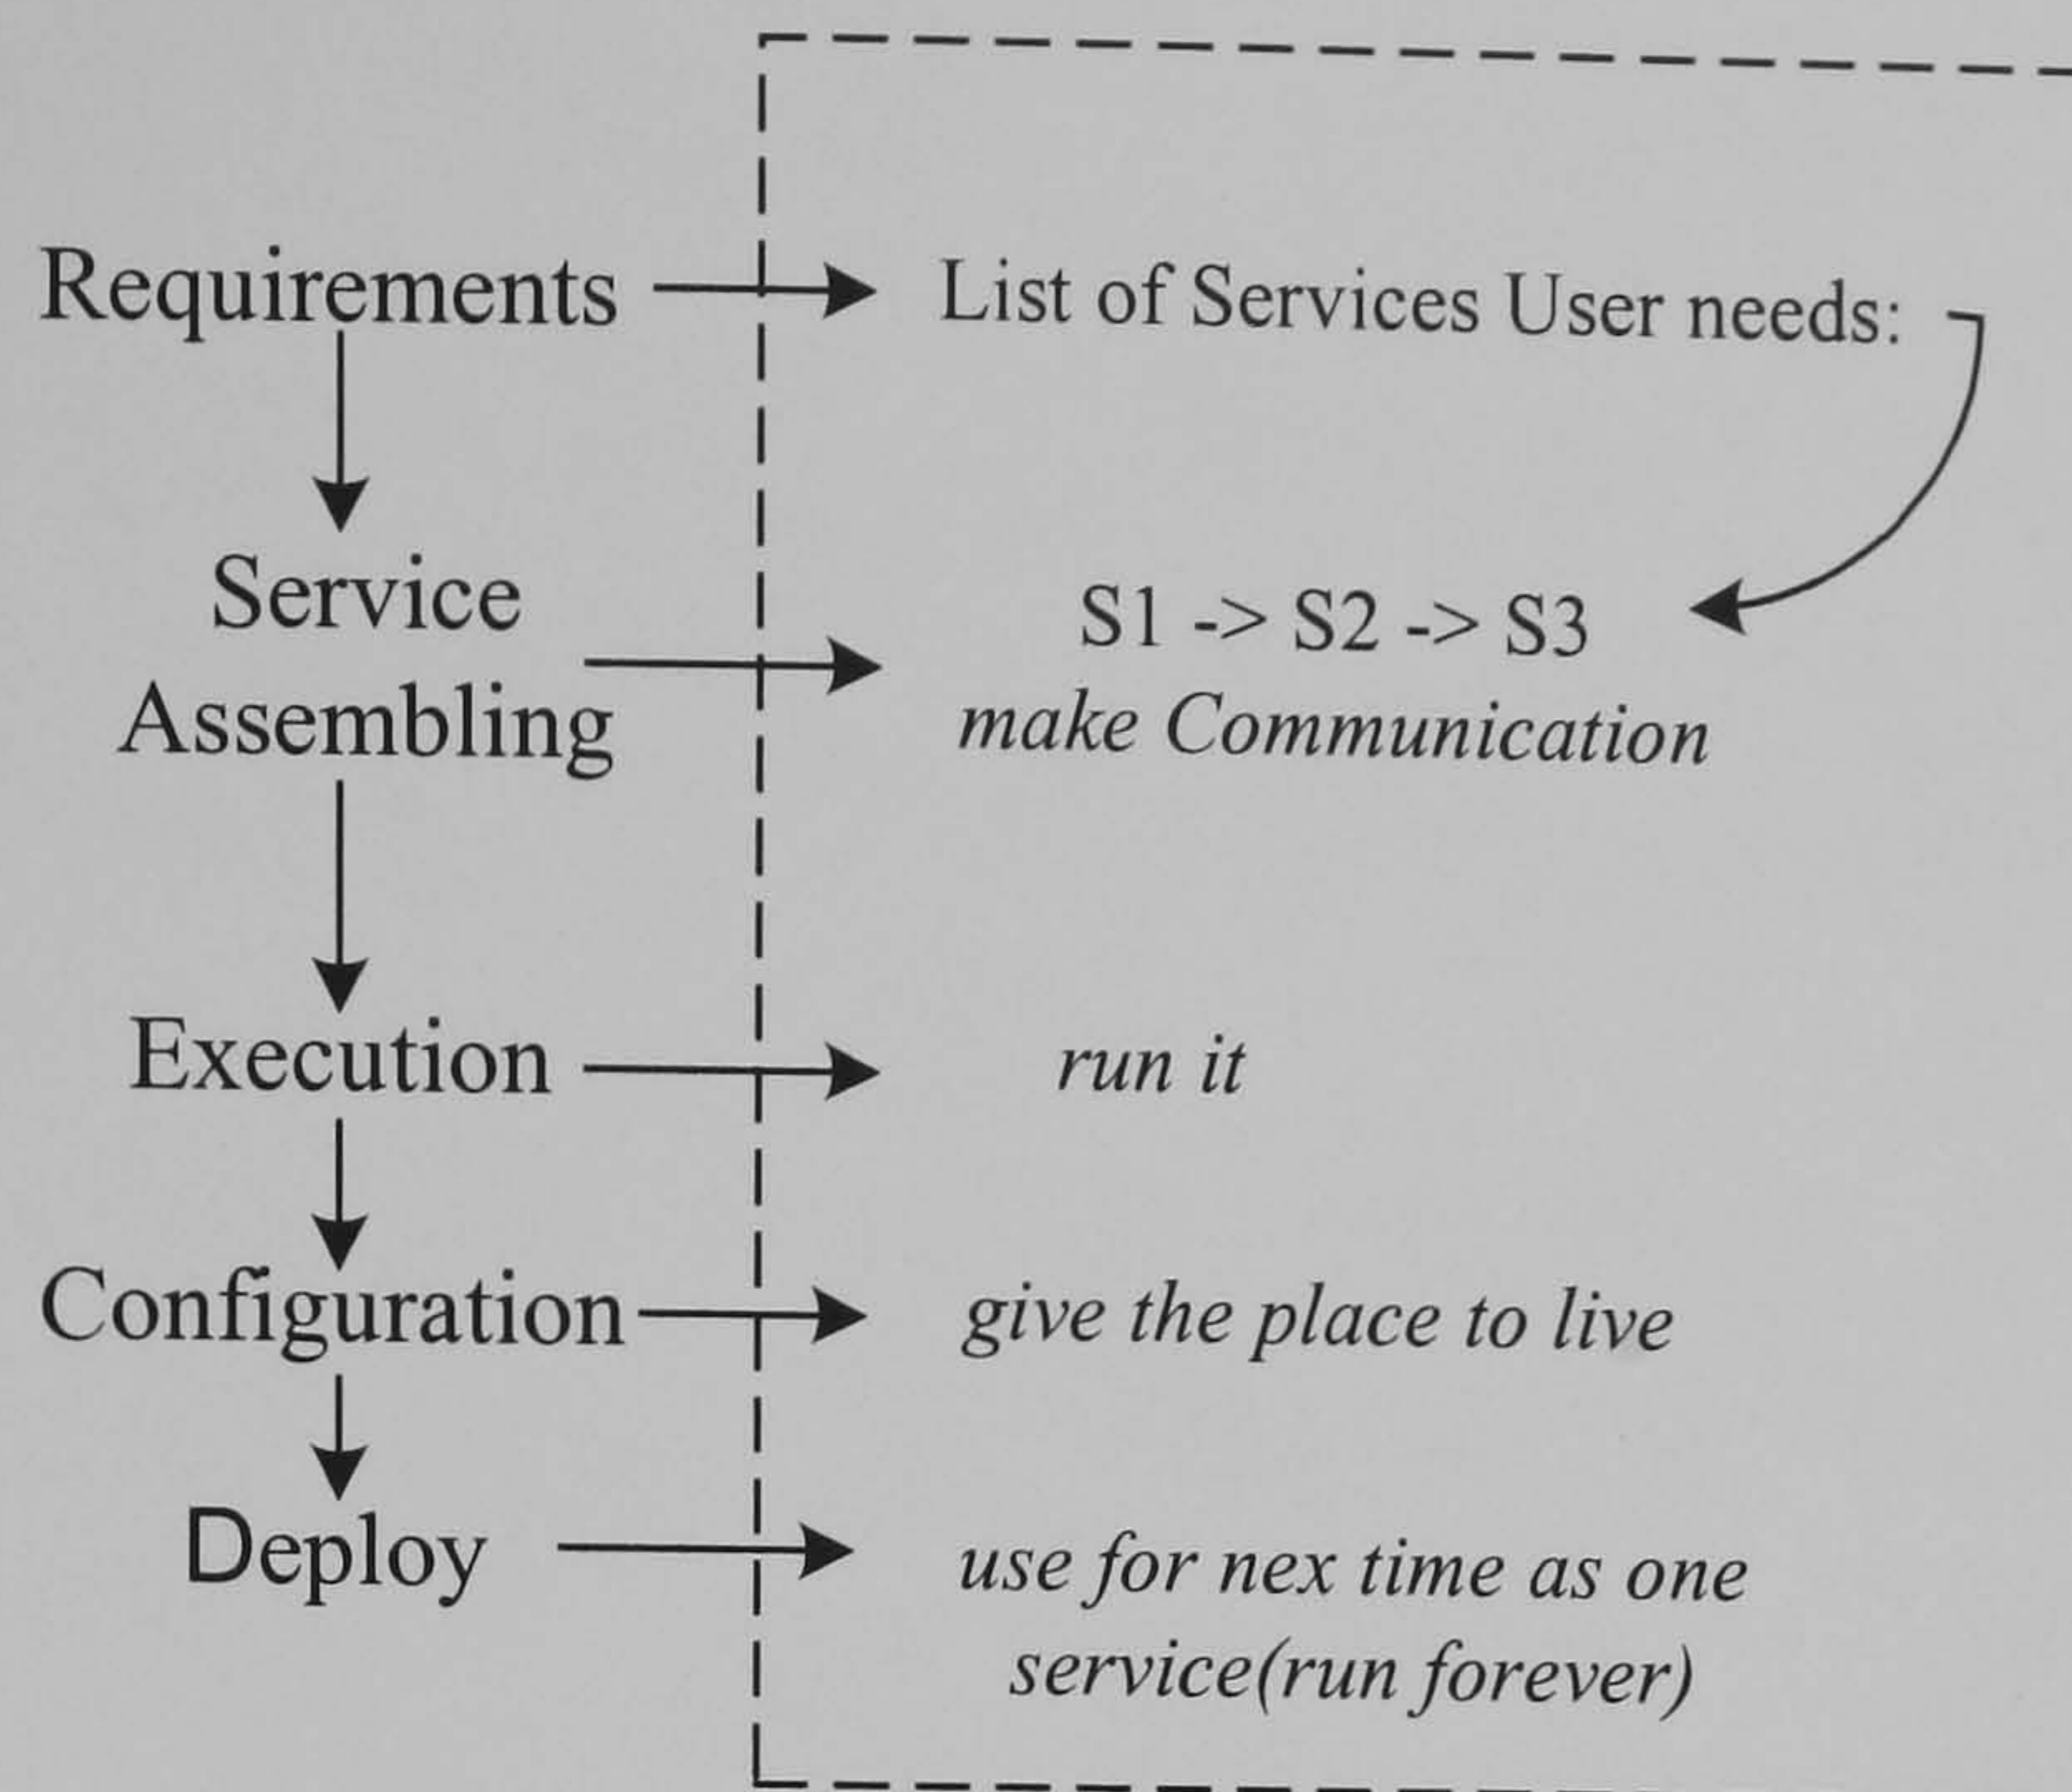 Requirements
List of Services User needs:
Service
Assembling
S1 -> S2 -> S3
make Communication
Execution
run it
Configuration
give the place to live
Deploy
use for nex time as one
service(run forever)